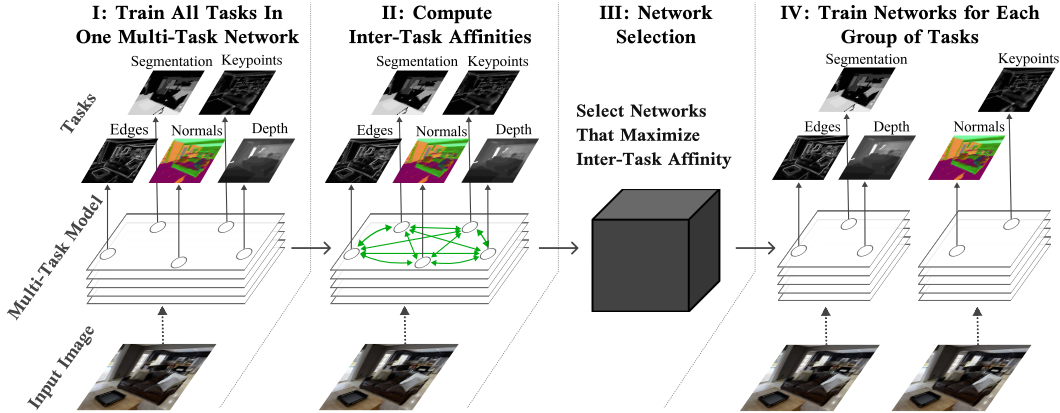 I: Train All Tasks In
One Multi-Task Network
II: Compute
Inter-Task Affinities
III: Network
Selection
IV: Train Networks for Each
Group of Tasks
Tasks
Multi-Task Model
Input Image
Segmentation
Keypoints
Edges
Normals
Depth
Segmentation
Keypoints
Edges
Normals
Depth
Select Networks
That Maximize
Inter-Task Affinity
Segmentation
Keypoints
Edges
Depth
Normals